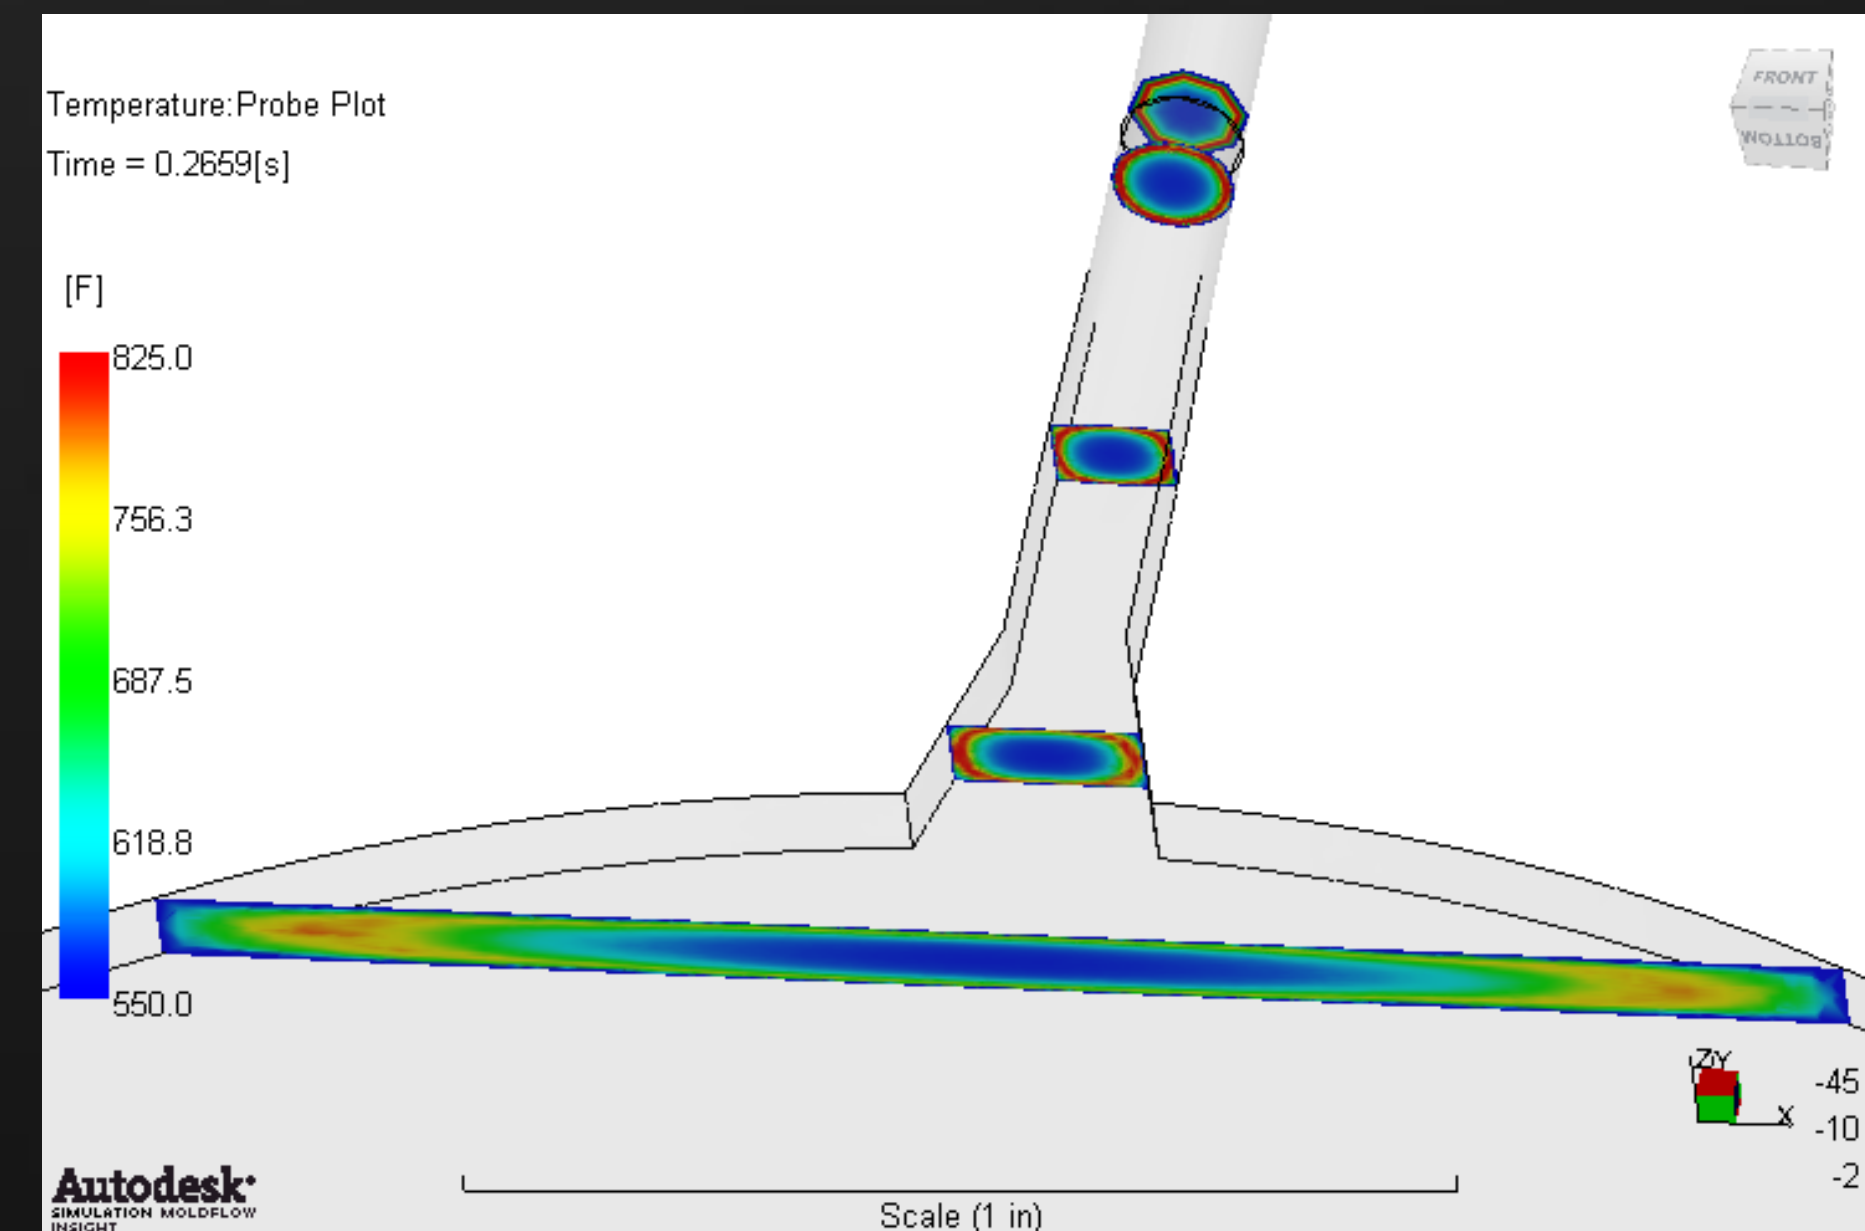 Temperature:Probe Plot
Time = 0.2659[s]
[F]
825.0
756.3
687.5
618.8
550.0
FRONT
BOTTOM
Z Y
X
-45
-10
-2
Scale (1 in)
Autodesk
SIMULATION MOLDFLOW
INSIGHT